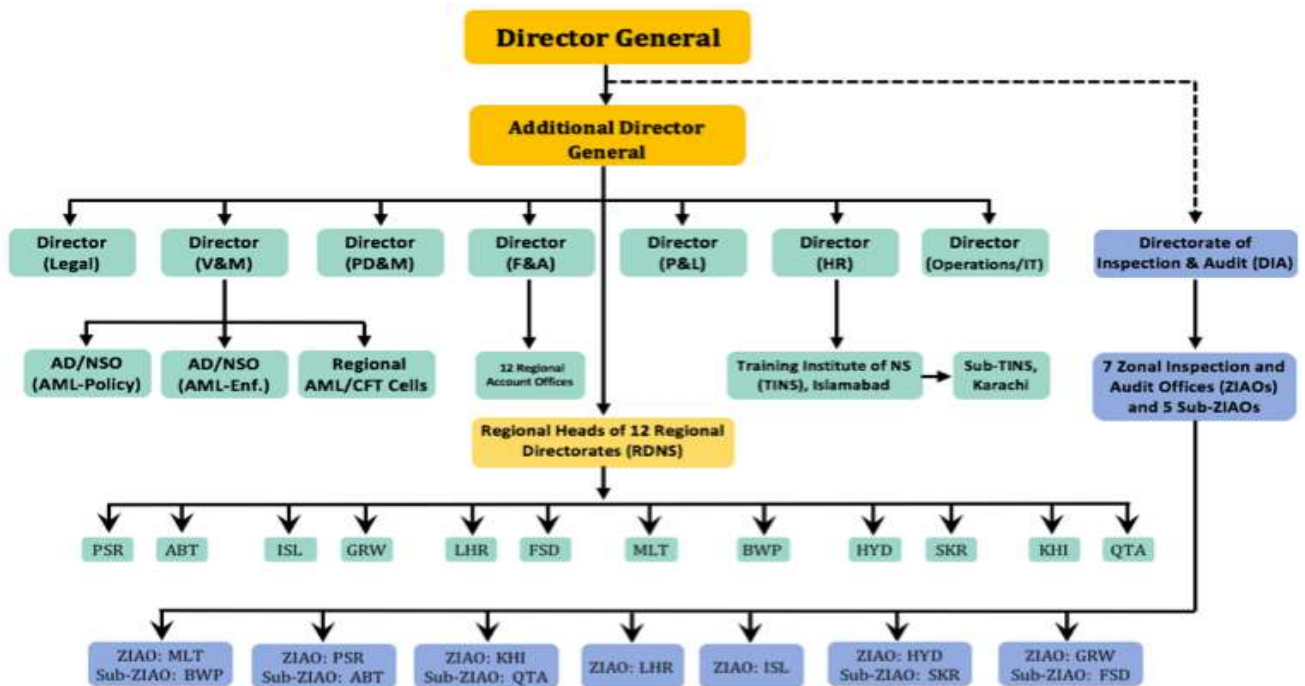 Director General
Additional Director
General
Director
(Legal)
Director
(V&M)
Director
(PD&M)
Director
(F&A)
Director
(P&L)
Director
(HR)
Director
(Operations/IT)
Directorate of
Inspection & Audit (DIA)
AD/NSO
(AML-Policy)
AD/NSO
(AML-Enf.)
Regional
AML/CFT Cells
12 Regional
Account Offices
Training Institute of NS
(TINS), Islamabad
Sub-TINS,
Karachi
7 Zonal Inspection and
Audit Offices (ZIAOs)
and 5 Sub-ZIAOs
Regional Heads of 12 Regional
Directorates (RDNS)
PSR
ABT
ISL
GRW
LHR
FSD
MLT
BWP
HYD
SKR
KHI
QTA
ZIAO: MLT
Sub-ZIAO: BWP
ZIAO: PSR
Sub-ZIAO: ABT
ZIAO: KHI
Sub-ZIAO: QTA
ZIAO: LHR
ZIAO: ISL
ZIAO: HYD
Sub-ZIAO: SKR
ZIAO: GRW
Sub-ZIAO: FSD